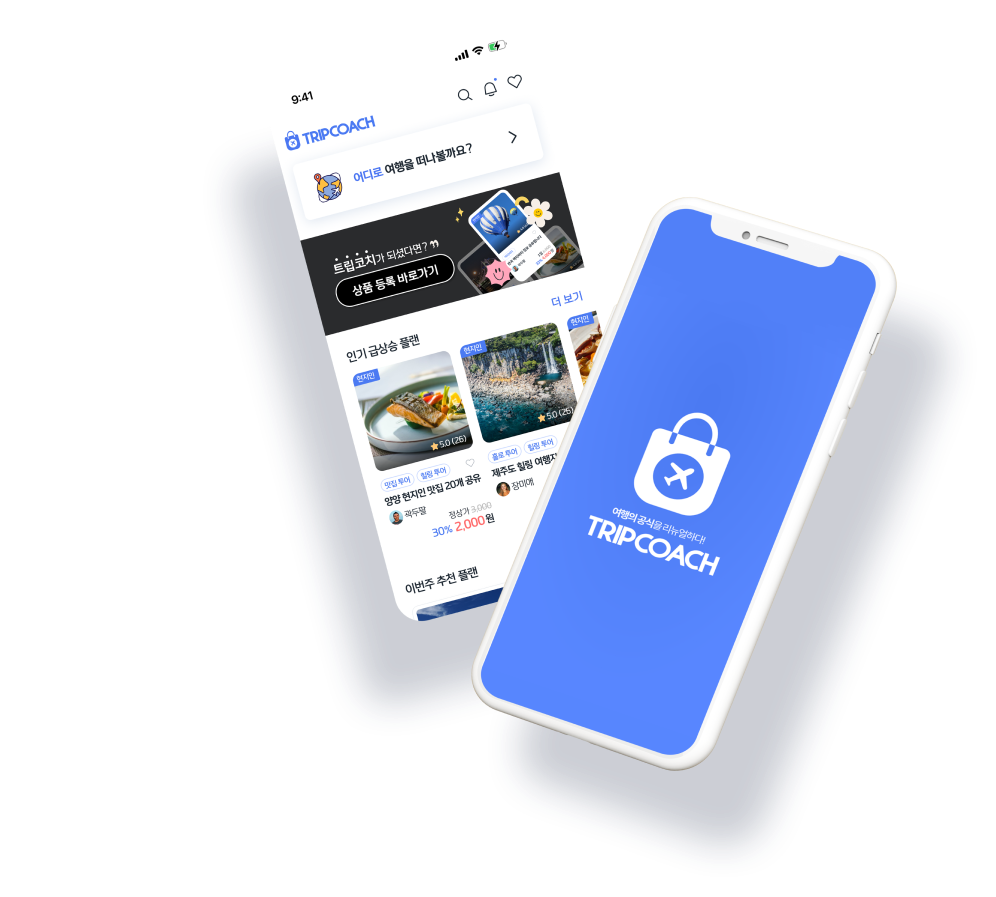 9:41
TRIPCOACH
어디로 여행을 떠나볼까요?
트립코치가 되셨다면?
상품 등록 바로가기
더 보기
인기 급상승 플랜
현지인
5.0 (26)
맛집 투어
힐링 투어
양양 현지인 맛집 20개 공유
곽두팔
정상가 3,000
30% 2,000원
현지인
5.0 (25)
홀로 투어
힐링 투어
제주도 힐링 여행지
장미애
현지인
이번주 추천 플랜
여행의 공식을 리뉴얼하다!
TRIPCOACH